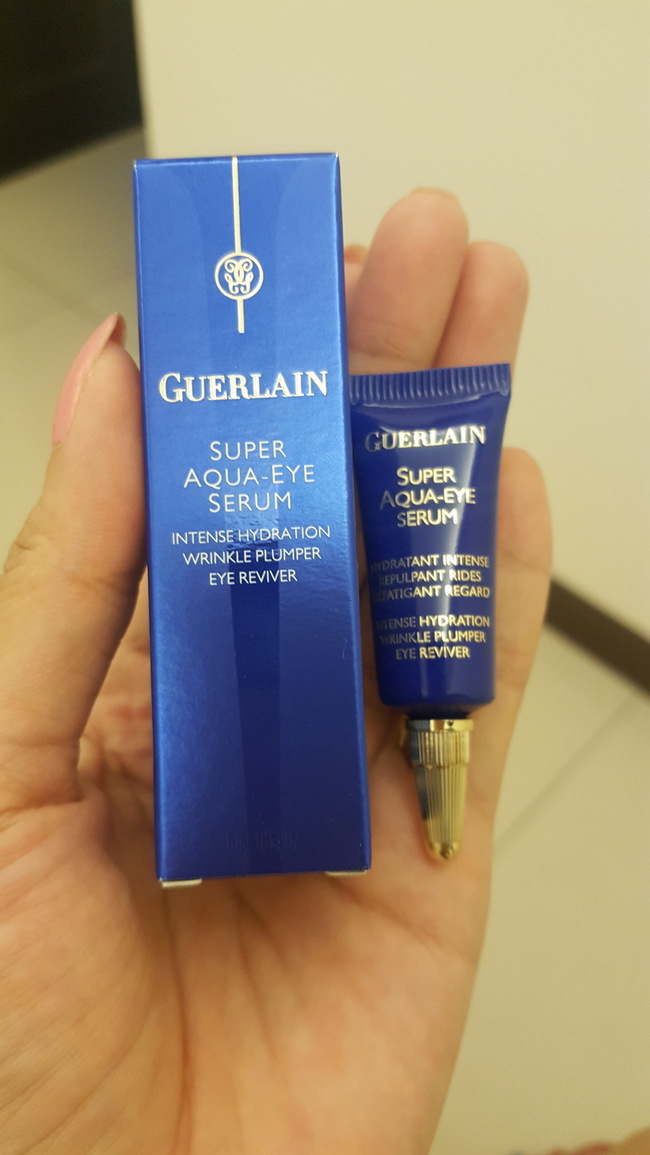 GUERLAIN
SUPER
AQUA-EYE
SERUM
INTENSE HYDRATION
WRINKLE PLUMPER
EYE REVIVER
GUERLAIN
SUPER
AQUA-EYE
SERUM
HYDRATANT INTENSE
REPULPANT RIDES
DÉFATIGANT REGARD
INTENSE HYDRATION
WRINKLE PLUMPER
EYE REVIVER